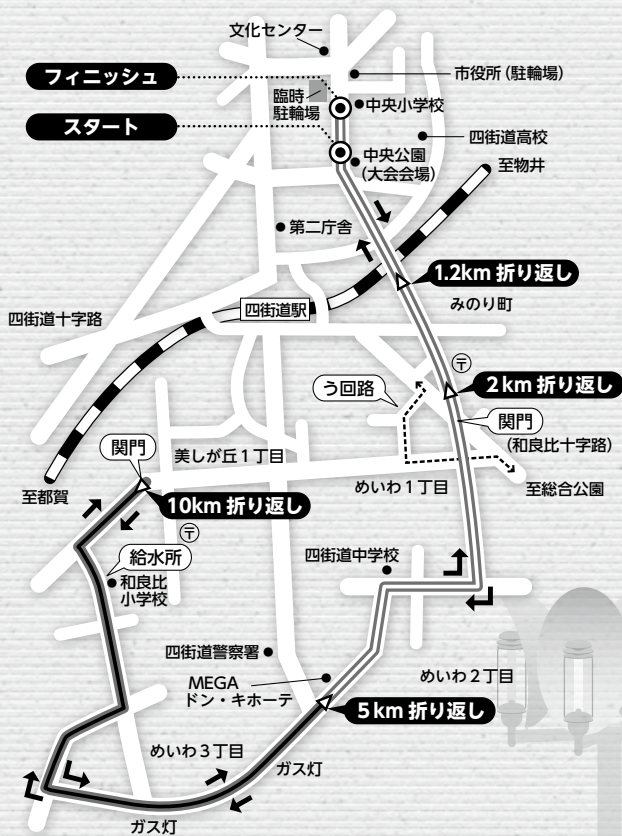 文化センター
フィニッシュ
市役所（駐輪場）
臨時
駐輪場
中央小学校
スタート
四街道高校
中央公園
（大会会場）
至物井
第二庁舎
1.2km 折り返し
四街道駅
みのり町
四街道十字路
〒
う回路
2km 折り返し
関門
（和良比十字路）
関門
美しが丘１丁目
めいわ１丁目
至総合公園
至都賀
10km 折り返し
〒
給水所
四街道中学校
和良比
小学校
四街道警察署
MEGA
ドン・キホーテ
めいわ２丁目
5km 折り返し
めいわ３丁目
ガス灯
ガス灯